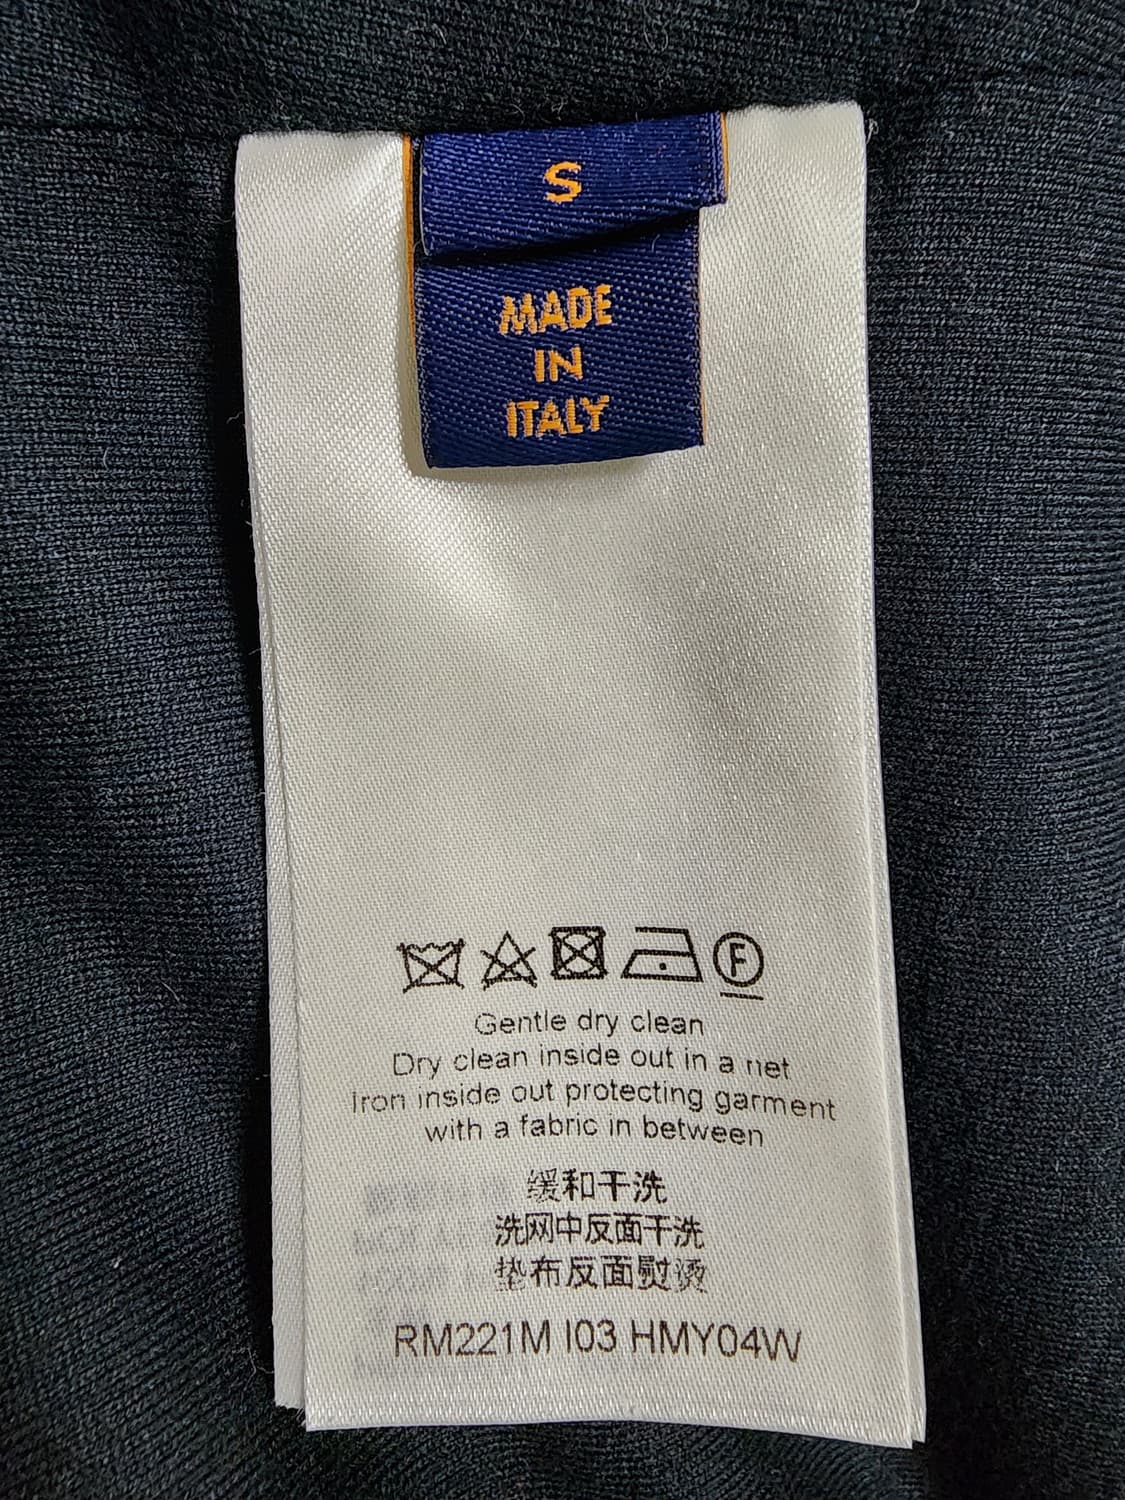 S
MADE
IN
ITALY
F
Gentle dry clean
Dry clean inside out in a net
Iron inside out protecting garment
with a fabric in between
缓和干洗
洗网中反面干洗
垫布反面熨烫
RM221M I03 HMY04W